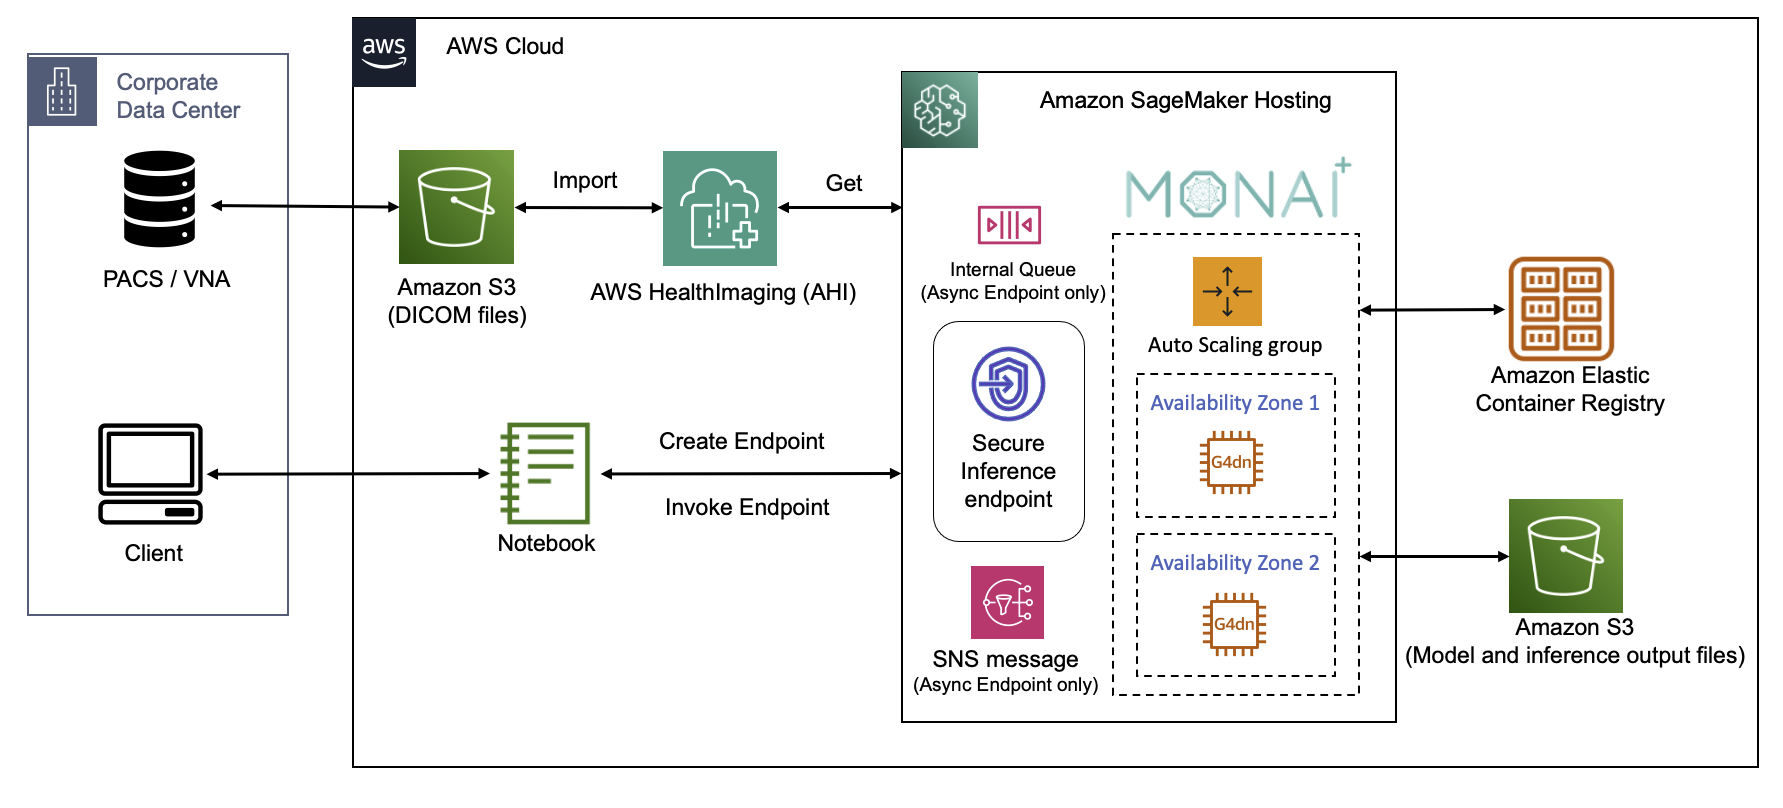 Corporate
Data Center
PACS / VNA
Client
aws
AWS Cloud
Amazon S3
(DICOM files)
Import
AWS HealthImaging (AHI)
Get
Notebook
Create Endpoint
Invoke Endpoint
Amazon SageMaker Hosting
MONAI+
Internal Queue
(Async Endpoint only)
Secure
Inference
endpoint
SNS message
(Async Endpoint only)
Auto Scaling group
Availability Zone 1
G4dn
Availability Zone 2
G4dn
Amazon Elastic
Container Registry
Amazon S3
(Model and inference output files)